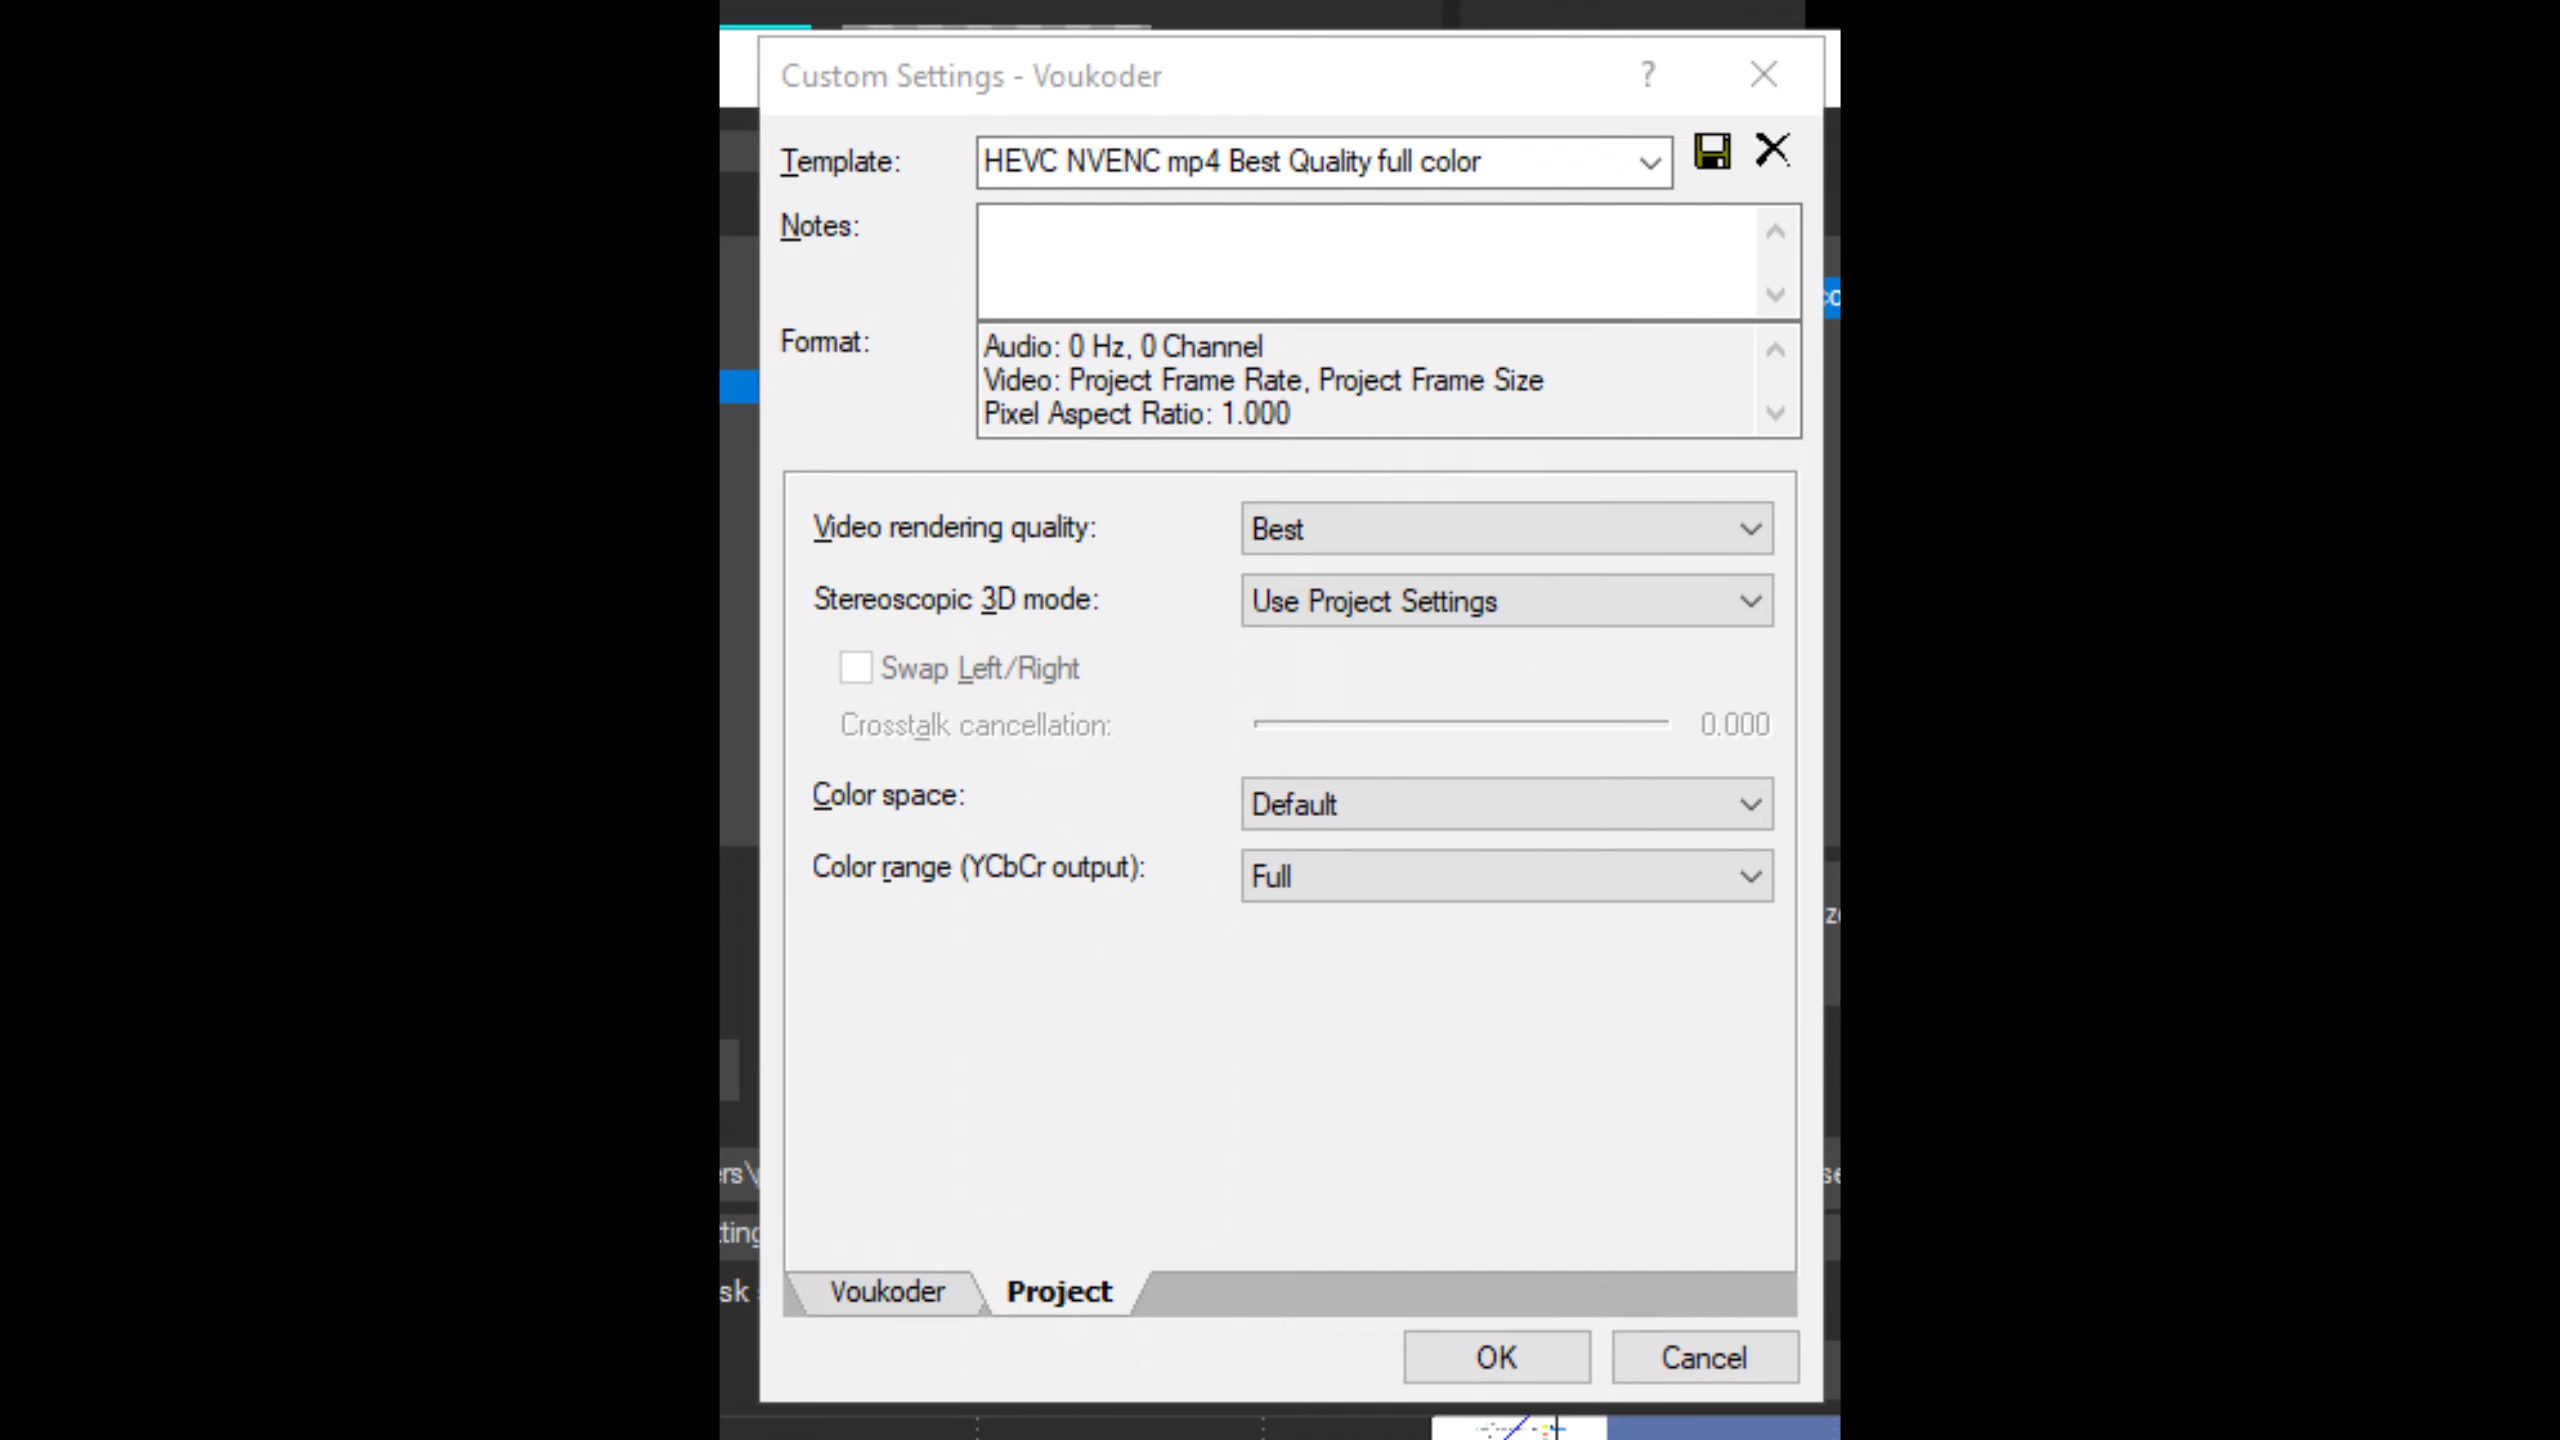 Custom Settings - Voukoder
?
Template: HEVC NVENC mp4 Best Quality full color
Notes:
Format: Audio: 0 Hz, 0 Channel
Video: Project Frame Rate, Project Frame Size
Pixel Aspect Ratio: 1.000
Video rendering quality: Best
Stereoscopic 3D mode: Use Project Settings
Swap Left/Right
Crosstalk cancellation: 0.000
Color space: Default
Color range (YCbCr output): Full
Voukoder Project
OK Cancel